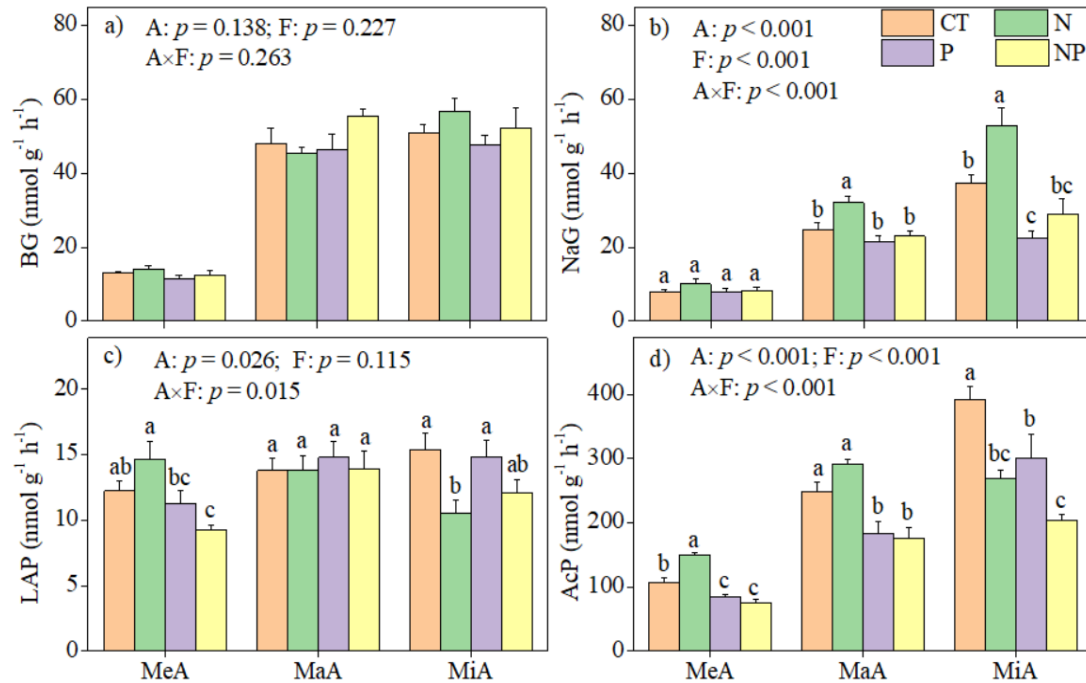 a)
A: p = 0.138; F: p = 0.227
A×F: p = 0.263
BG (nmol g⁻¹ h⁻¹)
80
60
40
20
0
b)
A: p < 0.001
F: p < 0.001
A×F: p < 0.001
CT
N
P
NP
NaG (nmol g⁻¹ h⁻¹)
80
60
40
20
0
a a a a
b a b b
b a c bc
c)
A: p = 0.026; F: p = 0.115
A×F: p = 0.015
LAP (nmol g⁻¹ h⁻¹)
20
15
10
5
0
ab a bc c
a a a a
a b a ab
MeA MaA MiA
d)
A: p < 0.001; F: p < 0.001
A×F: p < 0.001
AcP (nmol g⁻¹ h⁻¹)
400
300
200
100
0
b a c c
a a b b
a bc b c
MeA MaA MiA